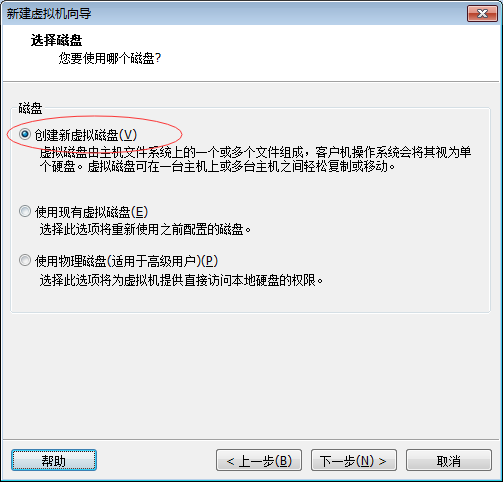 新建虚拟机向导
选择磁盘
您要使用哪个磁盘?
磁盘
创建新虚拟磁盘(V)
虚拟磁盘由主机文件系统上的一个或多个文件组成，客户机操作系统会将其视为单
个硬盘。虚拟磁盘可在一台主机上或多台主机之间轻松复制或移动。
使用现有虚拟磁盘(E)
选择此选项将重新使用之前配置的磁盘。
使用物理磁盘(适用于高级用户)(P)
选择此选项将为虚拟机提供直接访问本地硬盘的权限。
帮助
< 上一步(B)
下一步(N) >
取消